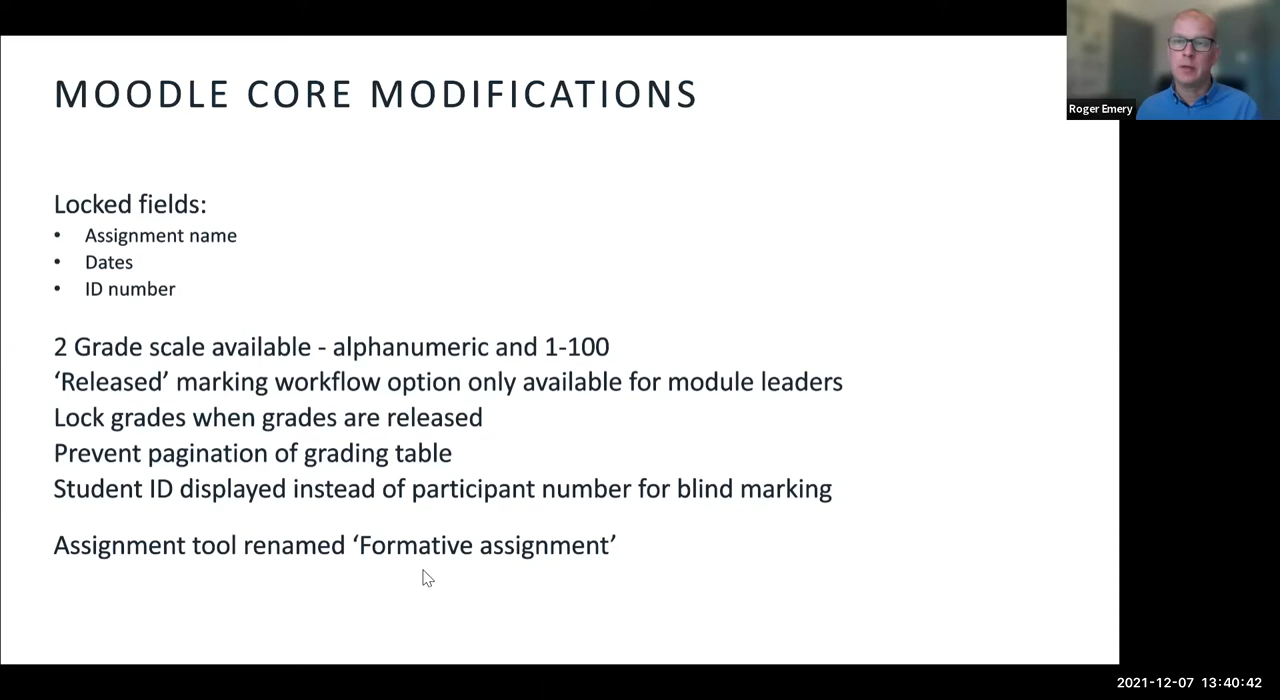 MOODLE CORE MODIFICATIONS
Roger Emery
Locked fields:
• Assignment name
• Dates
• ID number
2 Grade scale available - alphanumeric and 1-100
‘Released’ marking workflow option only available for module leaders
Lock grades when grades are released
Prevent pagination of grading table
Student ID displayed instead of participant number for blind marking
Assignment tool renamed ‘Formative assignment’
2021-12-07 13:40:42